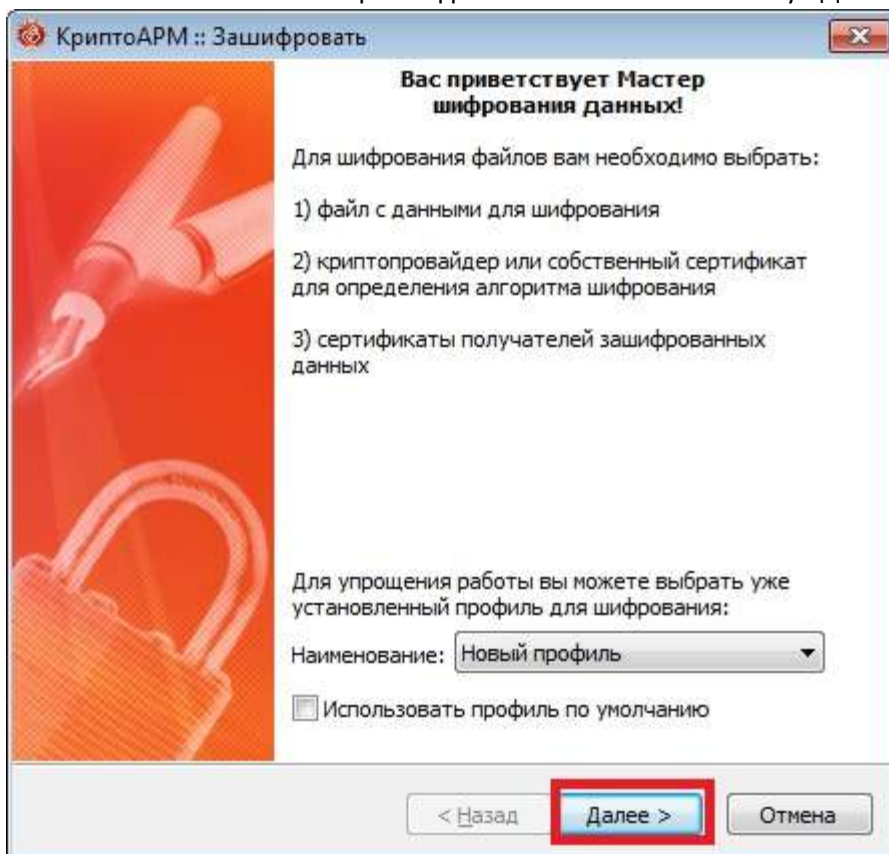 КриптоАРМ :: Зашифровать
Вас приветствует Мастер
шифрования данных!
Для шифрования файлов вам необходимо выбрать:
1) файл с данными для шифрования
2) криптопровайдер или собственный сертификат
для определения алгоритма шифрования
3) сертификаты получателей зашифрованных
данных
Для упрощения работы вы можете выбрать уже
установленный профиль для шифрования:
Наименование: Новый профиль
Использовать профиль по умолчанию
< Назад Далее > Отмена